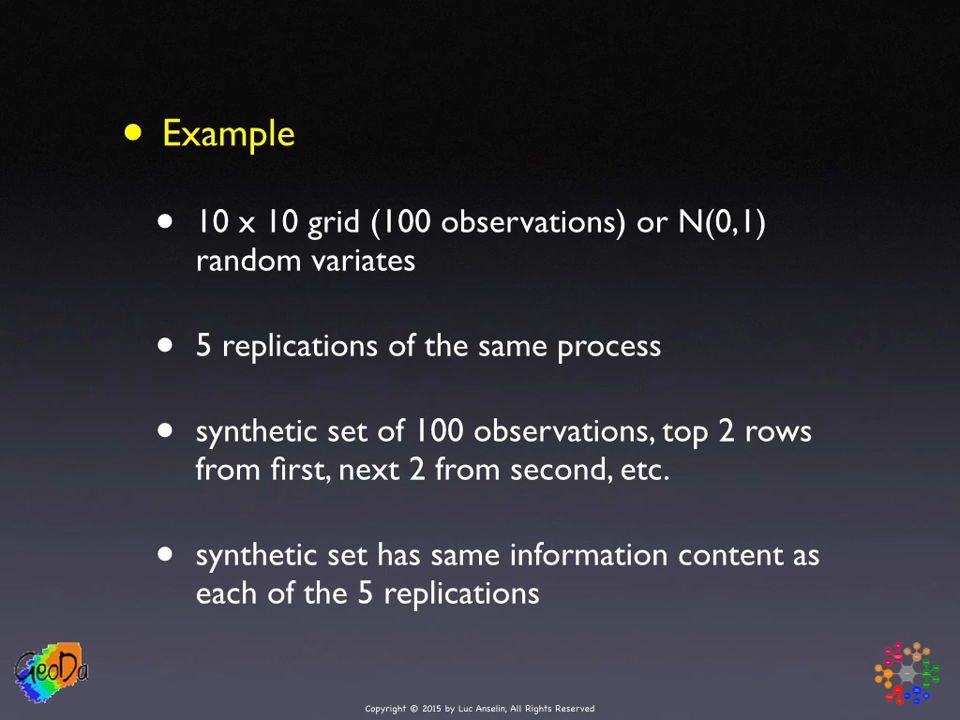 • Example
• 10 x 10 grid (100 observations) or N(0,1)
random variates
• 5 replications of the same process
• synthetic set of 100 observations, top 2 rows
from first, next 2 from second, etc.
• synthetic set has same information content as
each of the 5 replications
GeoDa
Copyright © 2015 by Luc Anselin, All Rights Reserved